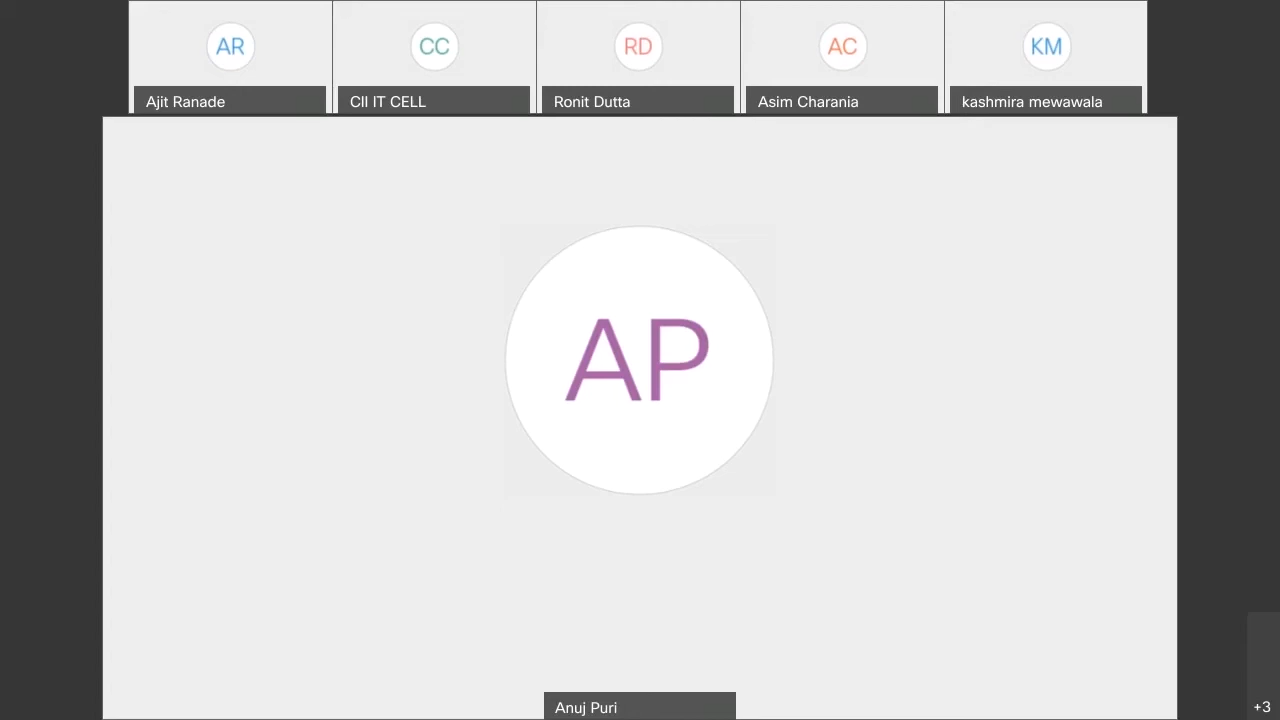 AR
CC
RD
AC
KM
Ajit Ranade
CII IT CELL
Ronit Dutta
Asim Charania
kashmira mewawala
AP
Anuj Puri
+3